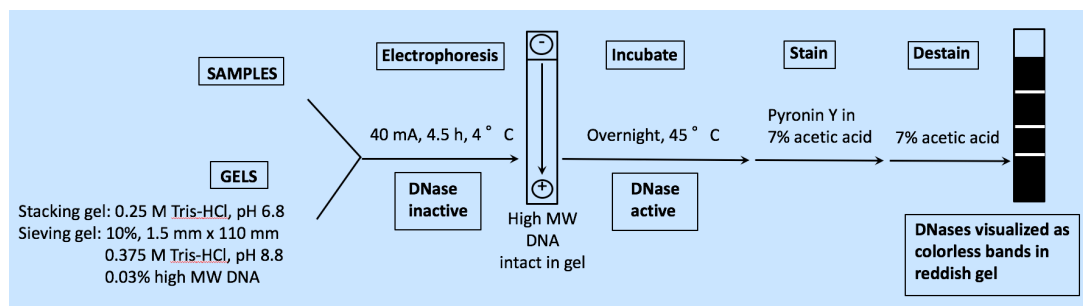 SAMPLES
GELS
Stacking gel: 0.25 M Tris-HCl, pH 6.8
Sieving gel: 10%, 1.5 mm x 110 mm
0.375 M Tris-HCl, pH 8.8
0.03% high MW DNA
Electrophoresis
40 mA, 4.5 h, 4° C
DNase
inactive
-
+
High MW
DNA
intact in gel
Incubate
Overnight, 45° C
DNase
active
Stain
Pyronin Y in
7% acetic acid
Destain
7% acetic acid
DNases visualized as
colorless bands in
reddish gel